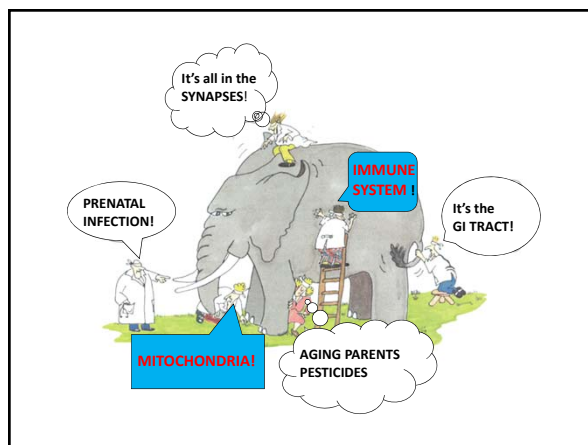 It's all in the
SYNAPSES!
IMMUNE
SYSTEM !
PRENATAL
INFECTION!
It's the
GI TRACT!
MITOCHONDRIA!
AGING PARENTS
PESTICIDES